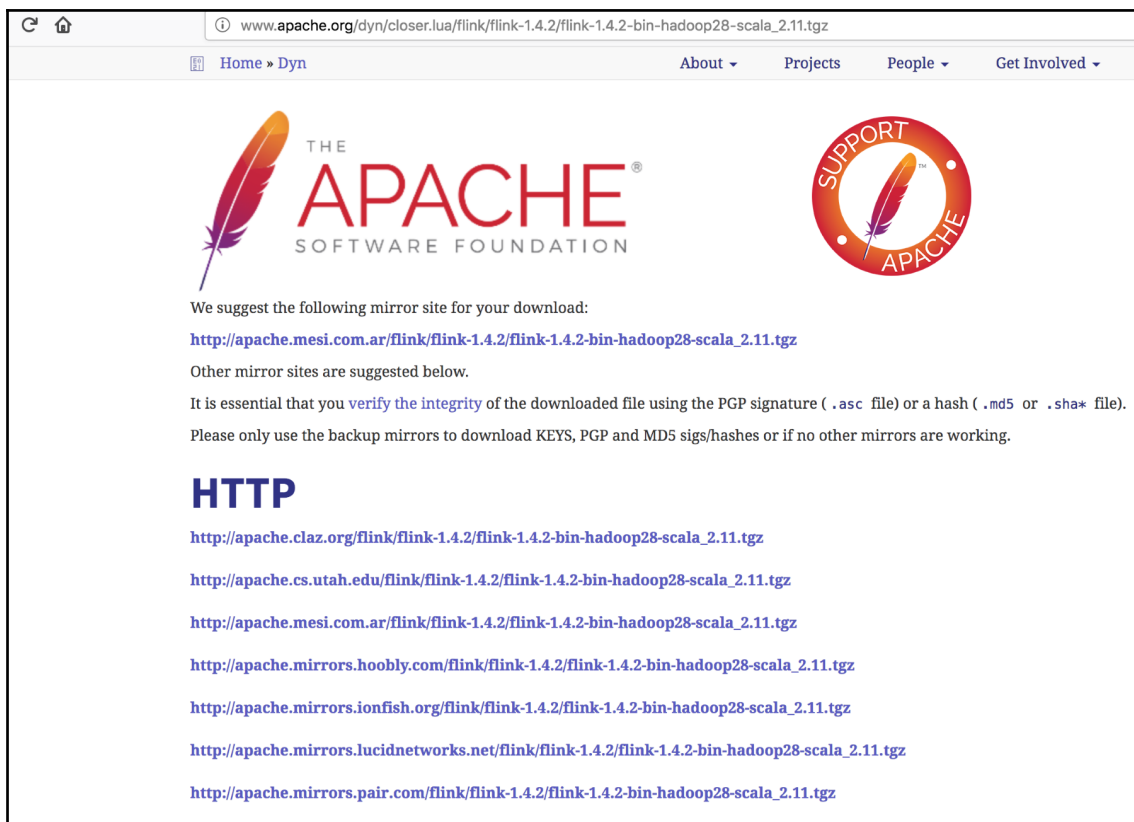 www.apache.org/dyn/closer.lua/flink/flink-1.4.2/flink-1.4.2-bin-hadoop28-scala_2.11.tgz
Home » Dyn About Projects People Get Involved
THE
APACHE®
SOFTWARE FOUNDATION
SUPPORT
APACHE
™
We suggest the following mirror site for your download:
http://apache.mesi.com.ar/flink/flink-1.4.2/flink-1.4.2-bin-hadoop28-scala_2.11.tgz
Other mirror sites are suggested below.
It is essential that you verify the integrity of the downloaded file using the PGP signature ( .asc file) or a hash ( .md5 or .sha* file).
Please only use the backup mirrors to download KEYS, PGP and MD5 sigs/hashes or if no other mirrors are working.
HTTP
http://apache.claz.org/flink/flink-1.4.2/flink-1.4.2-bin-hadoop28-scala_2.11.tgz
http://apache.cs.utah.edu/flink/flink-1.4.2/flink-1.4.2-bin-hadoop28-scala_2.11.tgz
http://apache.mesi.com.ar/flink/flink-1.4.2/flink-1.4.2-bin-hadoop28-scala_2.11.tgz
http://apache.mirrors.hoobly.com/flink/flink-1.4.2/flink-1.4.2-bin-hadoop28-scala_2.11.tgz
http://apache.mirrors.ionfish.org/flink/flink-1.4.2/flink-1.4.2-bin-hadoop28-scala_2.11.tgz
http://apache.mirrors.lucidnetworks.net/flink/flink-1.4.2/flink-1.4.2-bin-hadoop28-scala_2.11.tgz
http://apache.mirrors.pair.com/flink/flink-1.4.2/flink-1.4.2-bin-hadoop28-scala_2.11.tgz